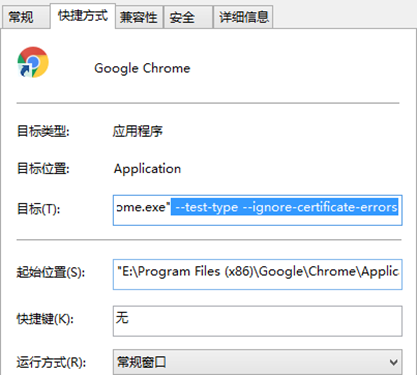 常规 快捷方式 兼容性 安全 详细信息
Google Chrome
目标类型: 应用程序
目标位置: Application
目标(T): ome.exe" --test-type --ignore-certificate-errors
起始位置(S): "E:\Program Files (x86)\Google\Chrome\Applic
快捷键(K): 无
运行方式(R): 常规窗口